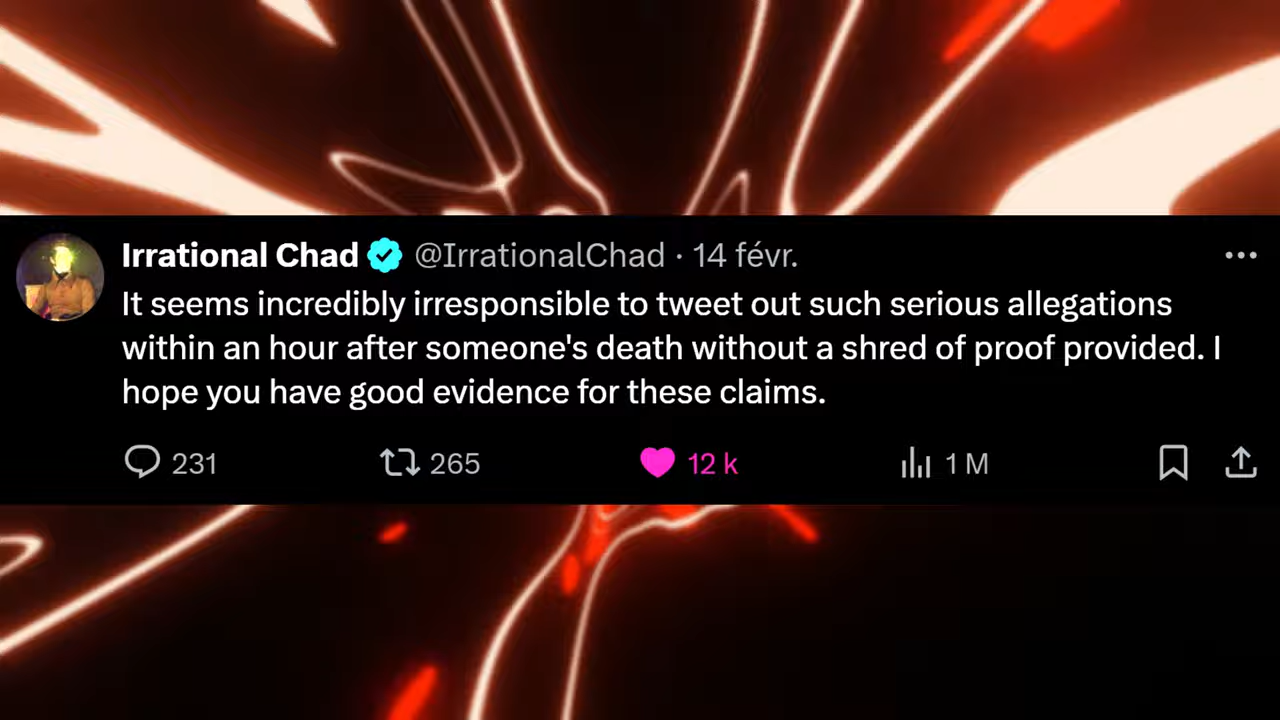 Irrational Chad @IrrationalChad · 14 févr.
It seems incredibly irresponsible to tweet out such serious allegations
within an hour after someone's death without a shred of proof provided. I
hope you have good evidence for these claims.
231 265 12 k 1 M